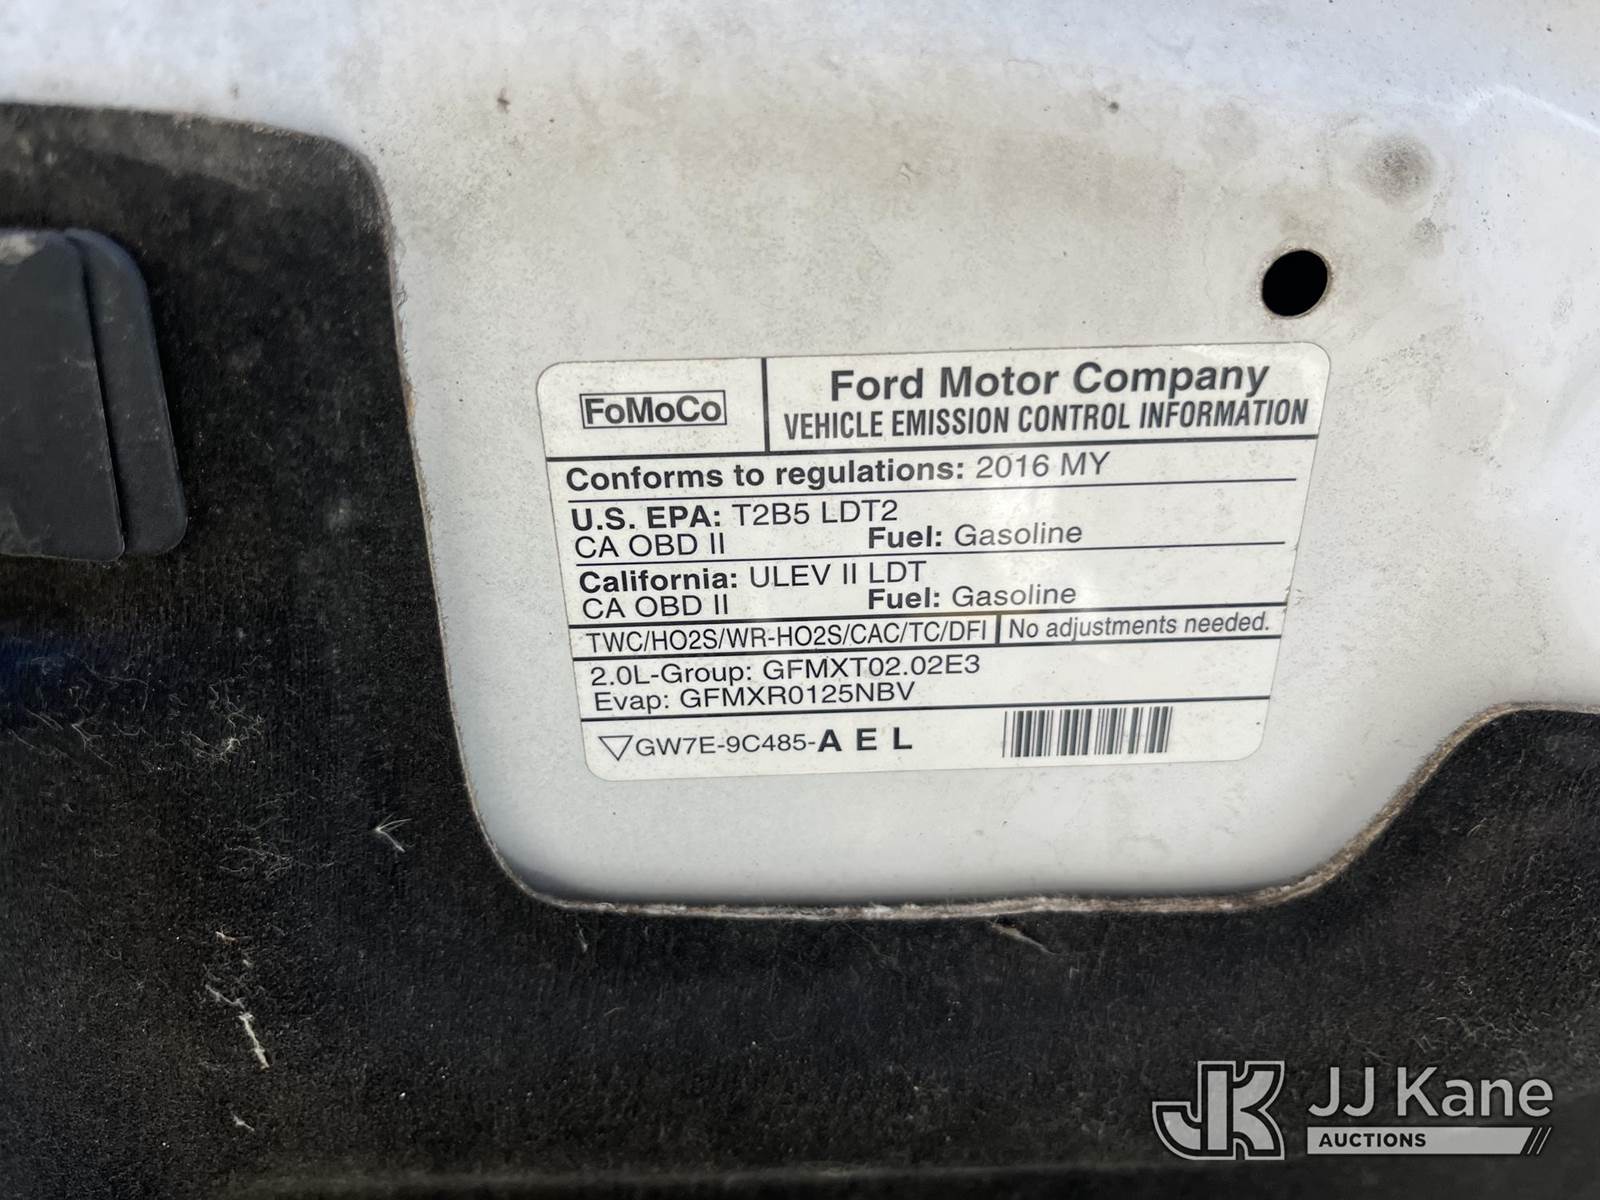 FoMoCo
Ford Motor Company
VEHICLE EMISSION CONTROL INFORMATION
Conforms to regulations: 2016 MY
U.S. EPA: T2B5 LDT2
CA OBD II Fuel: Gasoline
California: ULEV II LDT
CA OBD II Fuel: Gasoline
TWC/HO2S/WR-HO2S/CAC/TC/DFI No adjustments needed.
2.0L-Group: GFMXT02.02E3
Evap: GFMXR0125NBV
GW7E-9C485-A E L
JK JJ Kane
AUCTIONS